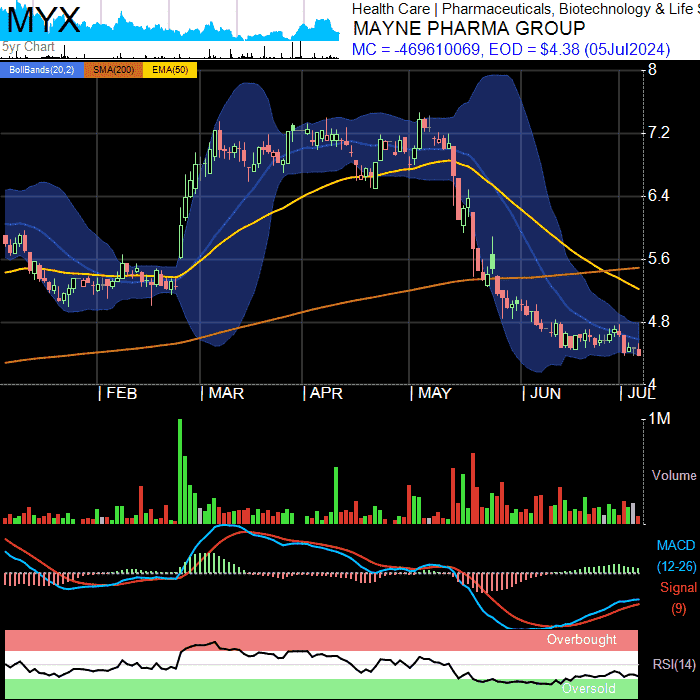 MYX
5yr Chart
Health Care | Pharmaceuticals, Biotechnology & Life S
MAYNE PHARMA GROUP
MC = -469610069, EOD = $4.38 (05Jul2024)
BollBands(20,2) SMA(200) EMA(50)
8
7.2
6.4
5.6
4.8
4
|FEB |MAR |APR |MAY |JUN |JUL
1M
Volume
MACD
(12-26)
Signal
(9)
Overbought
RSI(14)
Oversold